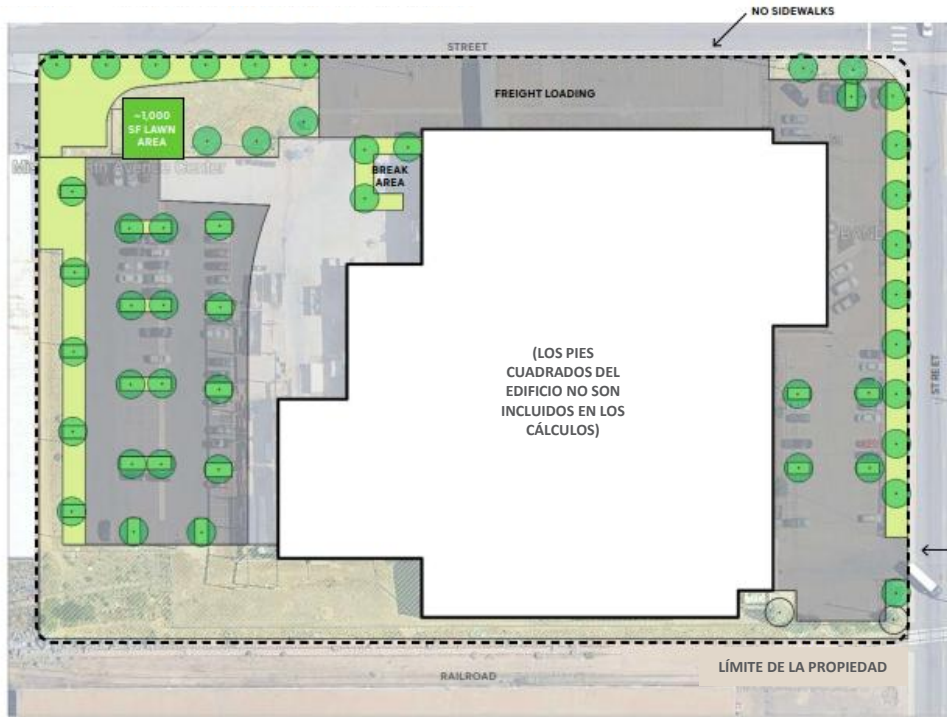 NO SIDEWALKS
STREET
FREIGHT LOADING
~1,000
SF LAWN
AREA
BREAK
AREA
(LOS PIES
CUADRADOS DEL
EDIFICIO NO SON
INCLUIDOS EN LOS
CÁLCULOS)
STREET
LÍMITE DE LA PROPIEDAD
RAILROAD